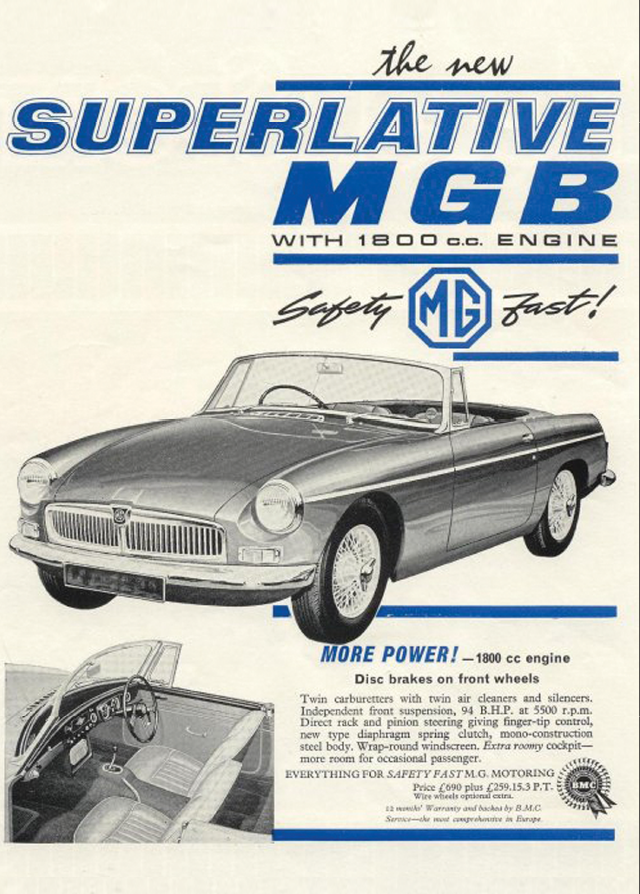 the new
SUPERLATIVE
MGB
WITH 1800 c.c. ENGINE
Safety MG Fast!
MORE POWER! — 1800 cc engine
Disc brakes on front wheels
Twin carburetters with twin air cleaners and silencers.
Independent front suspension, 94 B.H.P. at 5500 r.p.m.
Direct rack and pinion steering giving finger-tip control,
new type diaphragm spring clutch, mono-construction
steel body. Wrap-round windscreen. Extra roomy cockpit—
more room for occasional passenger.
EVERYTHING FOR SAFETY FAST M.G. MOTORING
Price £690 plus £259.15.3 P.T.
Wire wheels optional extra.
BMC
12 months' Warranty and backed by B.M.C.
Service—the most comprehensive in Europe.